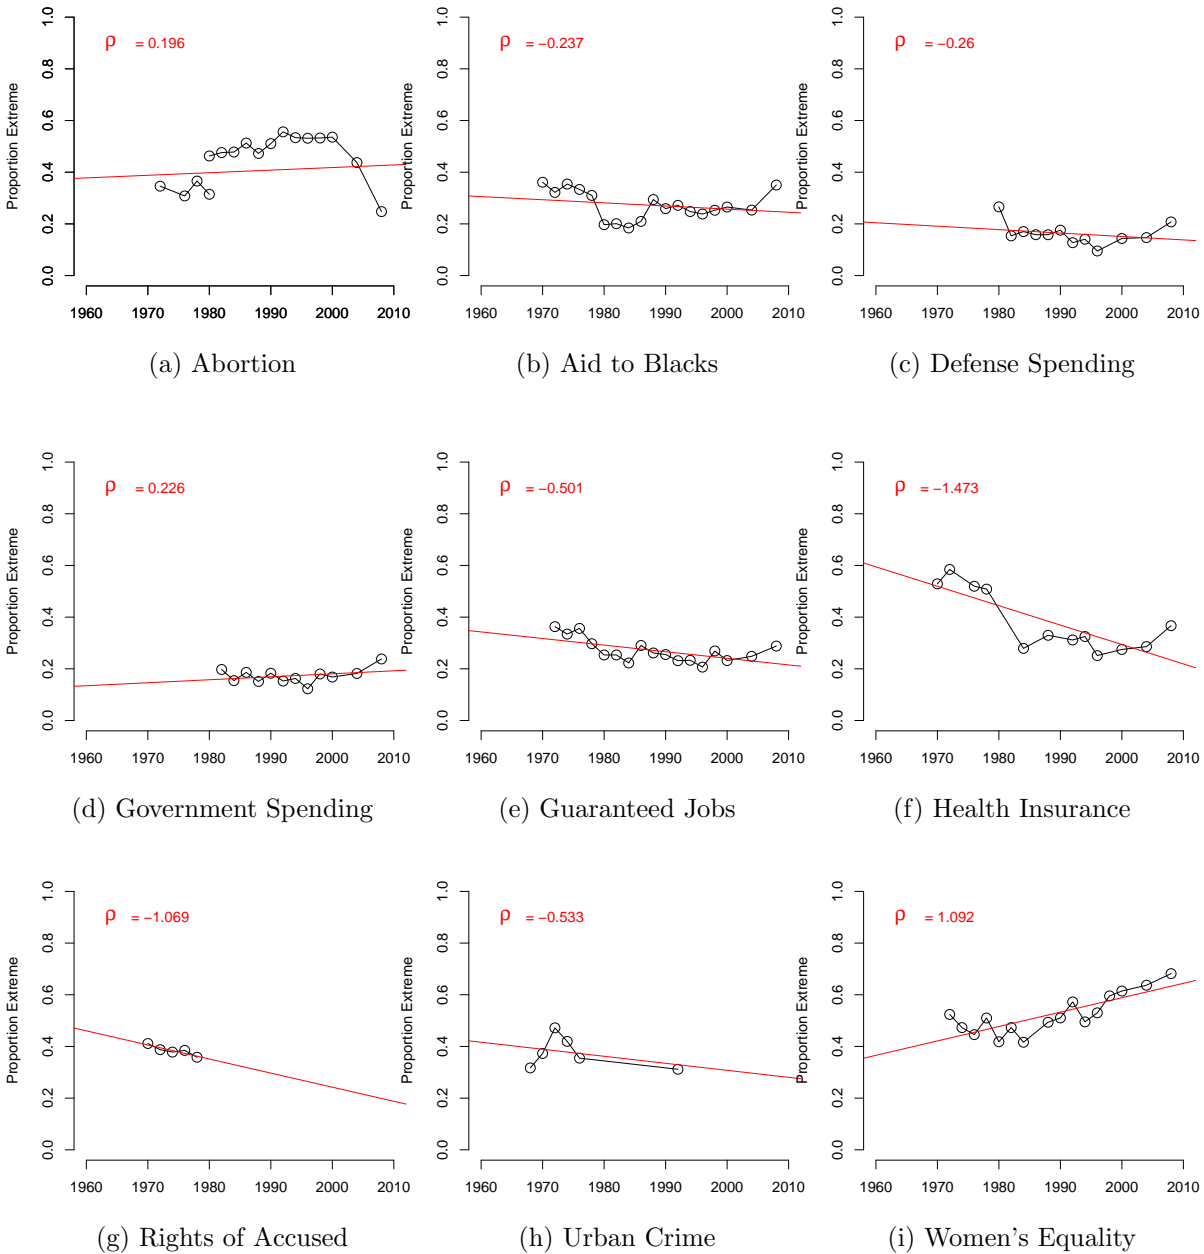 Proportion Extreme
0.0 0.2 0.4 0.6 0.8 1.0
ρ = 0.196
1960 1970 1980 1990 2000 2010
(a) Abortion
Proportion Extreme
0.0 0.2 0.4 0.6 0.8 1.0
ρ = −0.237
1960 1970 1980 1990 2000 2010
(b) Aid to Blacks
Proportion Extreme
0.0 0.2 0.4 0.6 0.8 1.0
ρ = −0.26
1960 1970 1980 1990 2000 2010
(c) Defense Spending
Proportion Extreme
0.0 0.2 0.4 0.6 0.8 1.0
ρ = 0.226
1960 1970 1980 1990 2000 2010
(d) Government Spending
Proportion Extreme
0.0 0.2 0.4 0.6 0.8 1.0
ρ = −0.501
1960 1970 1980 1990 2000 2010
(e) Guaranteed Jobs
Proportion Extreme
0.0 0.2 0.4 0.6 0.8 1.0
ρ = −1.473
1960 1970 1980 1990 2000 2010
(f) Health Insurance
Proportion Extreme
0.0 0.2 0.4 0.6 0.8 1.0
ρ = −1.069
1960 1970 1980 1990 2000 2010
(g) Rights of Accused
Proportion Extreme
0.0 0.2 0.4 0.6 0.8 1.0
ρ = −0.533
1960 1970 1980 1990 2000 2010
(h) Urban Crime
Proportion Extreme
0.0 0.2 0.4 0.6 0.8 1.0
ρ = 1.092
1960 1970 1980 1990 2000 2010
(i) Women's Equality